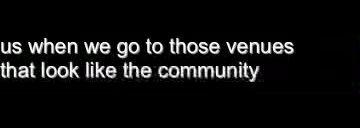 us when we go to those venues
that look like the community